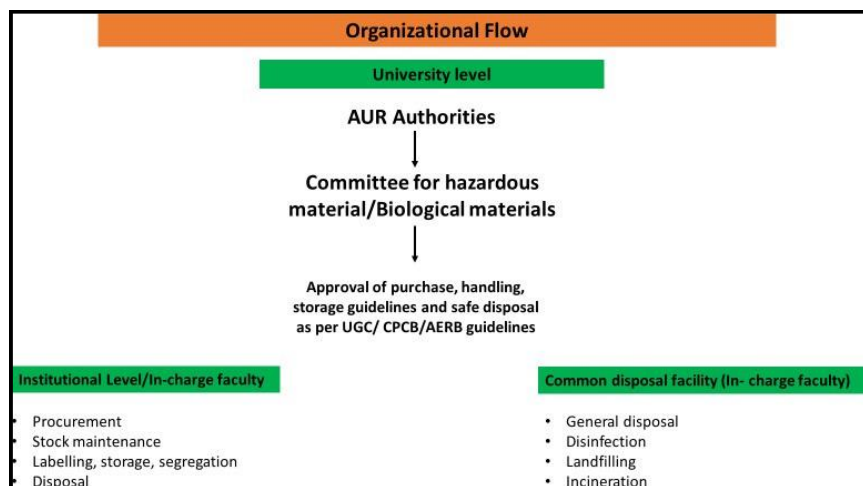 Organizational Flow
University level
AUR Authorities
Committee for hazardous
material/Biological materials
Approval of purchase, handling,
storage guidelines and safe disposal
as per UGC/ CPCB/AERB guidelines
Institutional Level/In-charge faculty
• Procurement
• Stock maintenance
• Labelling, storage, segregation
• Disposal
Common disposal facility (In- charge faculty)
• General disposal
• Disinfection
• Landfilling
• Incineration